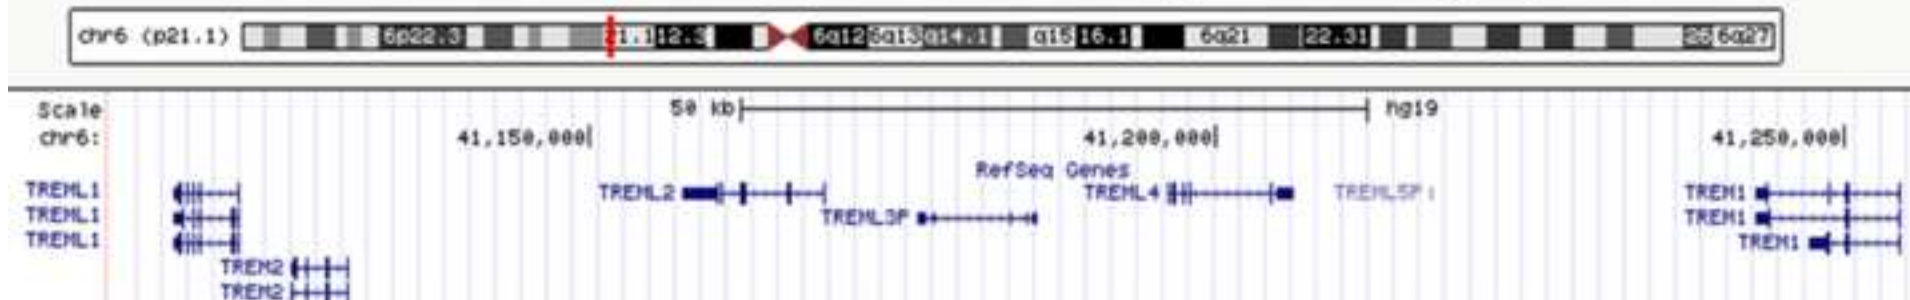 chr6 (p21.1) 6p22.3 21.1 12.3 6q12 6q13 q14.1 q15 16.1 6q21 22.31 26 6q27
Scale 50 kb hg19
chr6: 41,150,000 41,200,000 41,250,000
RefSeq Genes
TREML1 TREML2 TREML4 TREML5P TREM1
TREML1 TREML3P TREM1
TREML1 TREM1
TREM2
TREM2